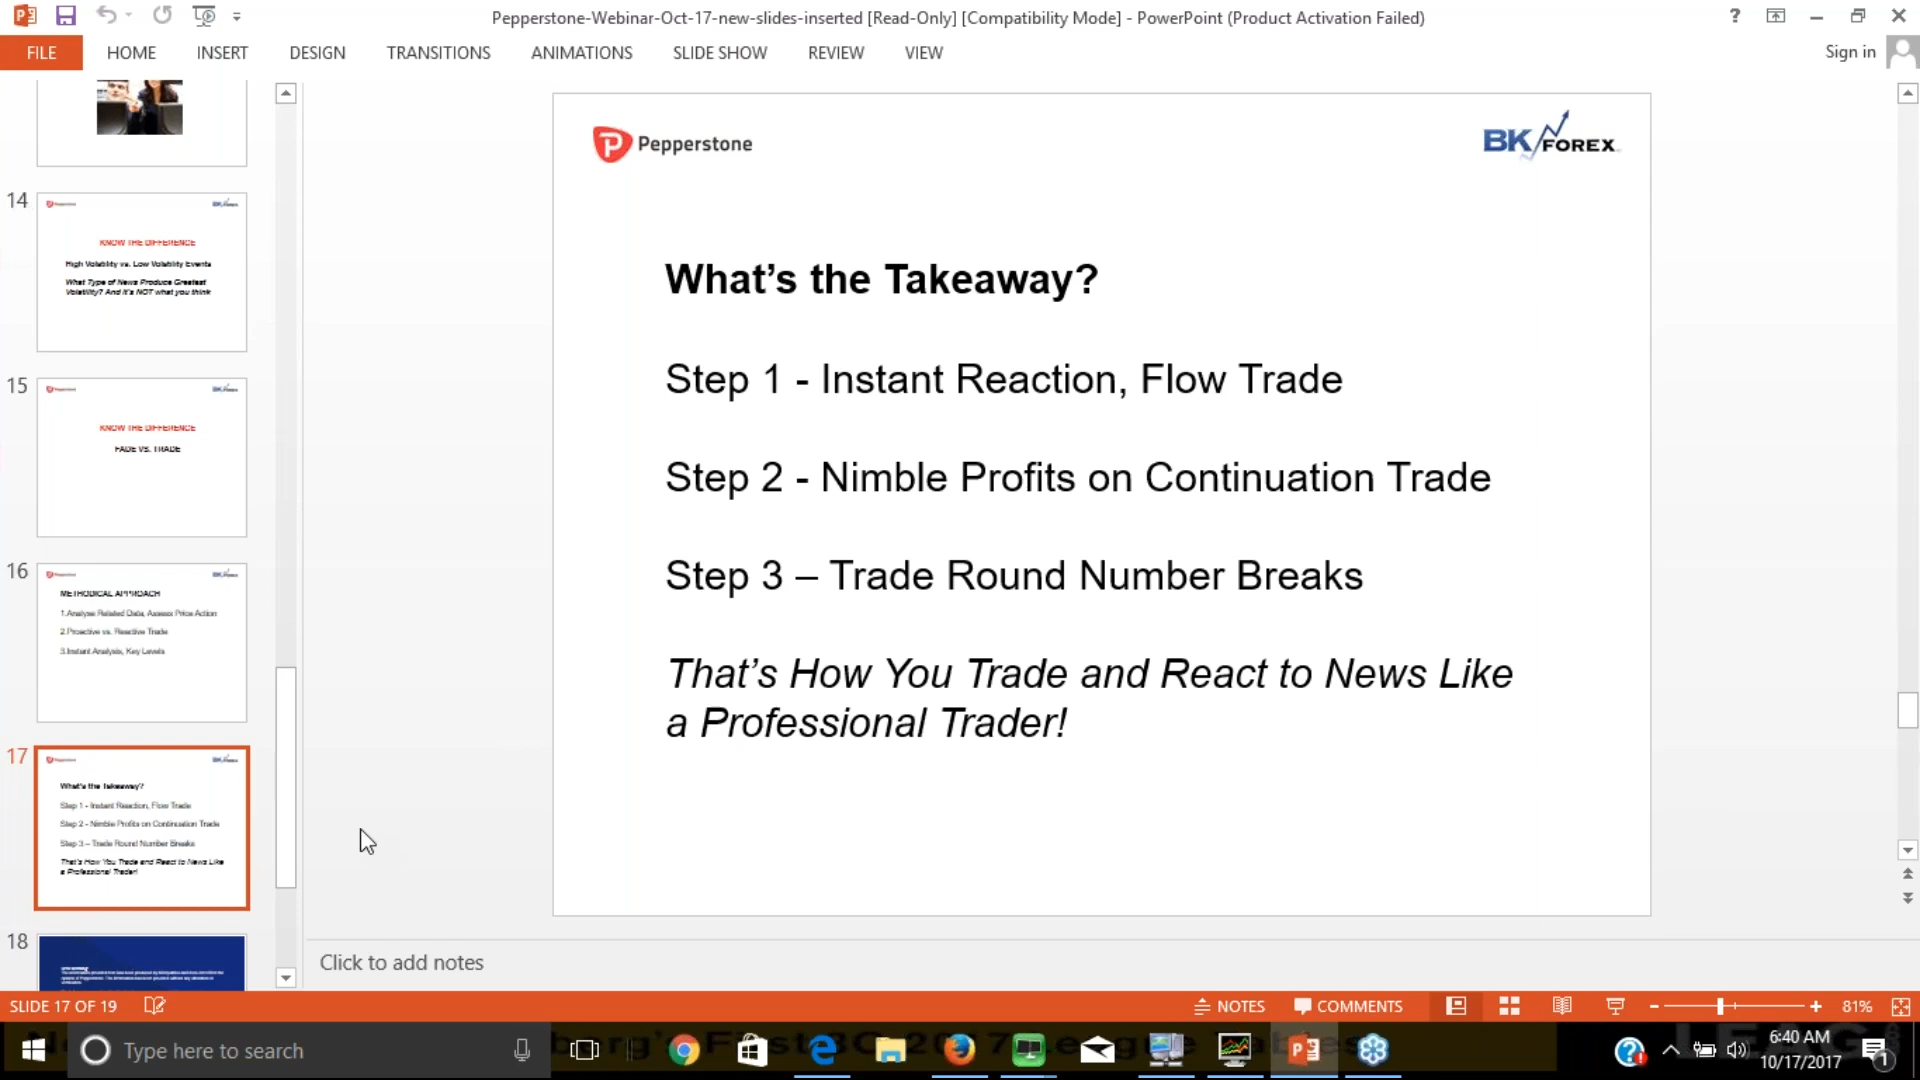 Pepperstone-Webinar-Oct-17-new-slides-inserted [Read-Only] [Compatibility Mode] - PowerPoint (Product Activation Failed)
FILE HOME INSERT DESIGN TRANSITIONS ANIMATIONS SLIDE SHOW REVIEW VIEW Sign in
14
KNOW THE DIFFERENCE
High Volatility vs. Low Volatility Events
What Type of News Produce Greatest
Volatility? And it's NOT what you think
15
KNOW THE DIFFERENCE
FADE VS. TRADE
16
METHODICAL APPROACH
1.Analyse Related Data, Assess Price Action
2.Proactive vs. Reactive Trade
3.Instant Analysis, Key Levels
17
What's the Takeaway?
Step 1 - Instant Reaction, Flow Trade
Step 2 - Nimble Profits on Continuation Trade
Step 3 – Trade Round Number Breaks
That's How You Trade and React to News Like
a Professional Trader!
18
Pepperstone
BK FOREX
What's the Takeaway?
Step 1 - Instant Reaction, Flow Trade
Step 2 - Nimble Profits on Continuation Trade
Step 3 – Trade Round Number Breaks
That's How You Trade and React to News Like
a Professional Trader!
Click to add notes
SLIDE 17 OF 19 NOTES COMMENTS 81%
Type here to search
6:40 AM
10/17/2017
1